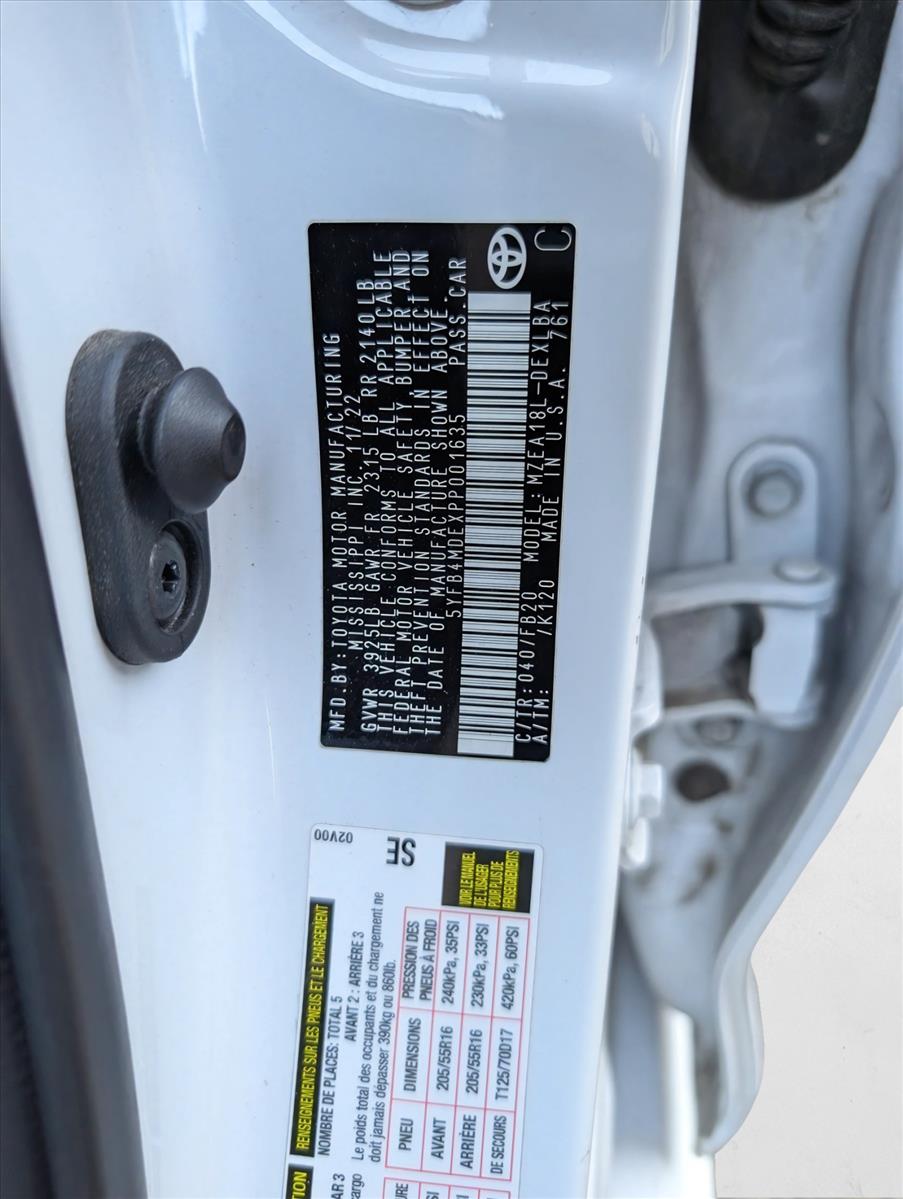 MFD.BY:TOYOTA MOTOR MANUFACTURING
MISSISSIPPI INC.11/22
GVWR 3925LB GAWR FR 2315 LB RR 2140LB
THIS VEHICLE CONFORMS TO ALL APPLICABLE
FEDERAL MOTOR VEHICLE SAFETY, BUMPER, AND
THEFT PREVENTION STANDARDS IN EFFECT ON
THE DATE OF MANUFACTURE SHOWN ABOVE.
5YFB4MDEXPP001635 PASS.CAR
C/TR:040/FB20 MODEL:MZEA18L-DEXLBA
A/TM: /K120 MADE IN U.S.A. 761 C
02V00
SE
RENSEIGNEMENTS SUR LES PNEUS ET LE CHARGEMENT
NOMBRE DE PLACES: TOTAL 5
AVANT 2 : ARRIÈRE 3
Le poids total des occupants et du chargement ne
doit jamais dépasser 390kg ou 860lb.
PNEU DIMENSIONS PRESSION DES PNEUS À FROID
AVANT 205/55R16 240kPa, 35PSI
ARRIÈRE 205/55R16 230kPa, 33PSI
DE SECOURS T125/70D17 420kPa, 60PSI
VOIR LE MANUEL
DE L'USAGER
POUR PLUS DE
RENSEIGNEMENTS